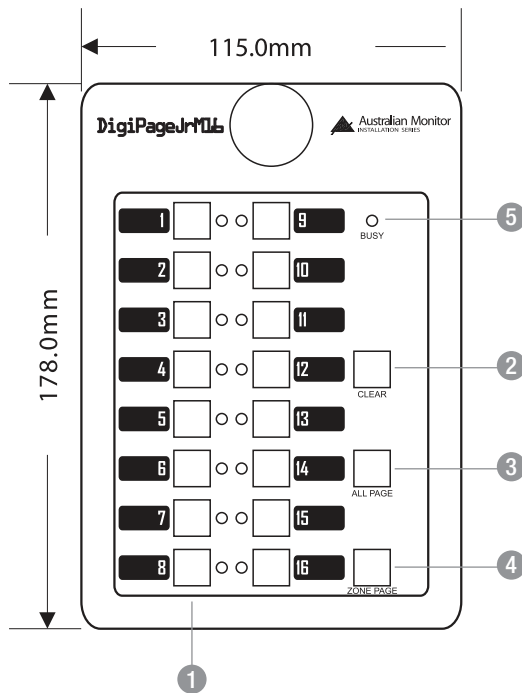 115.0mm
DigiPageJrM16
Australian Monitor
INSTALLATION SERIES
178.0mm
1 9
BUSY
5
2 10
3 11
4 12
2
CLEAR
5 13
6 14
3
ALL PAGE
7 15
8 16
4
ZONE PAGE
1